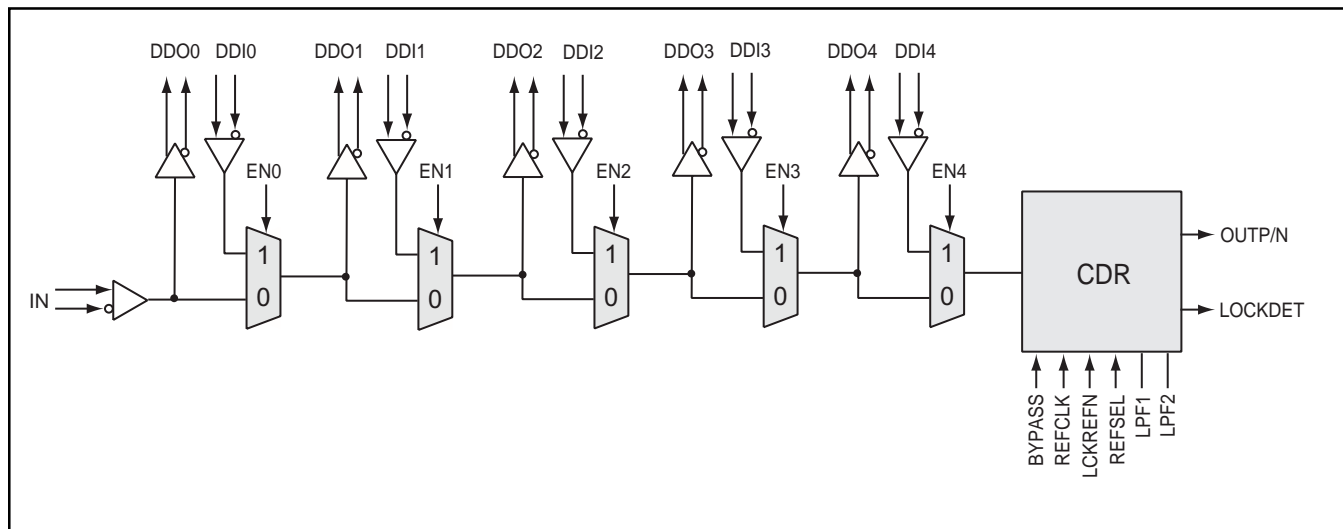 DDO0 DDI0 DDO1 DDI1 DDO2 DDI2 DDO3 DDI3 DDO4 DDI4
EN0 EN1 EN2 EN3 EN4
1 1 1 1 1
0 0 0 0 0
IN
CDR
OUTP/N
LOCKDET
BYPASS
REFCLK
LCKREFN
REFSEL
LPF1
LPF2